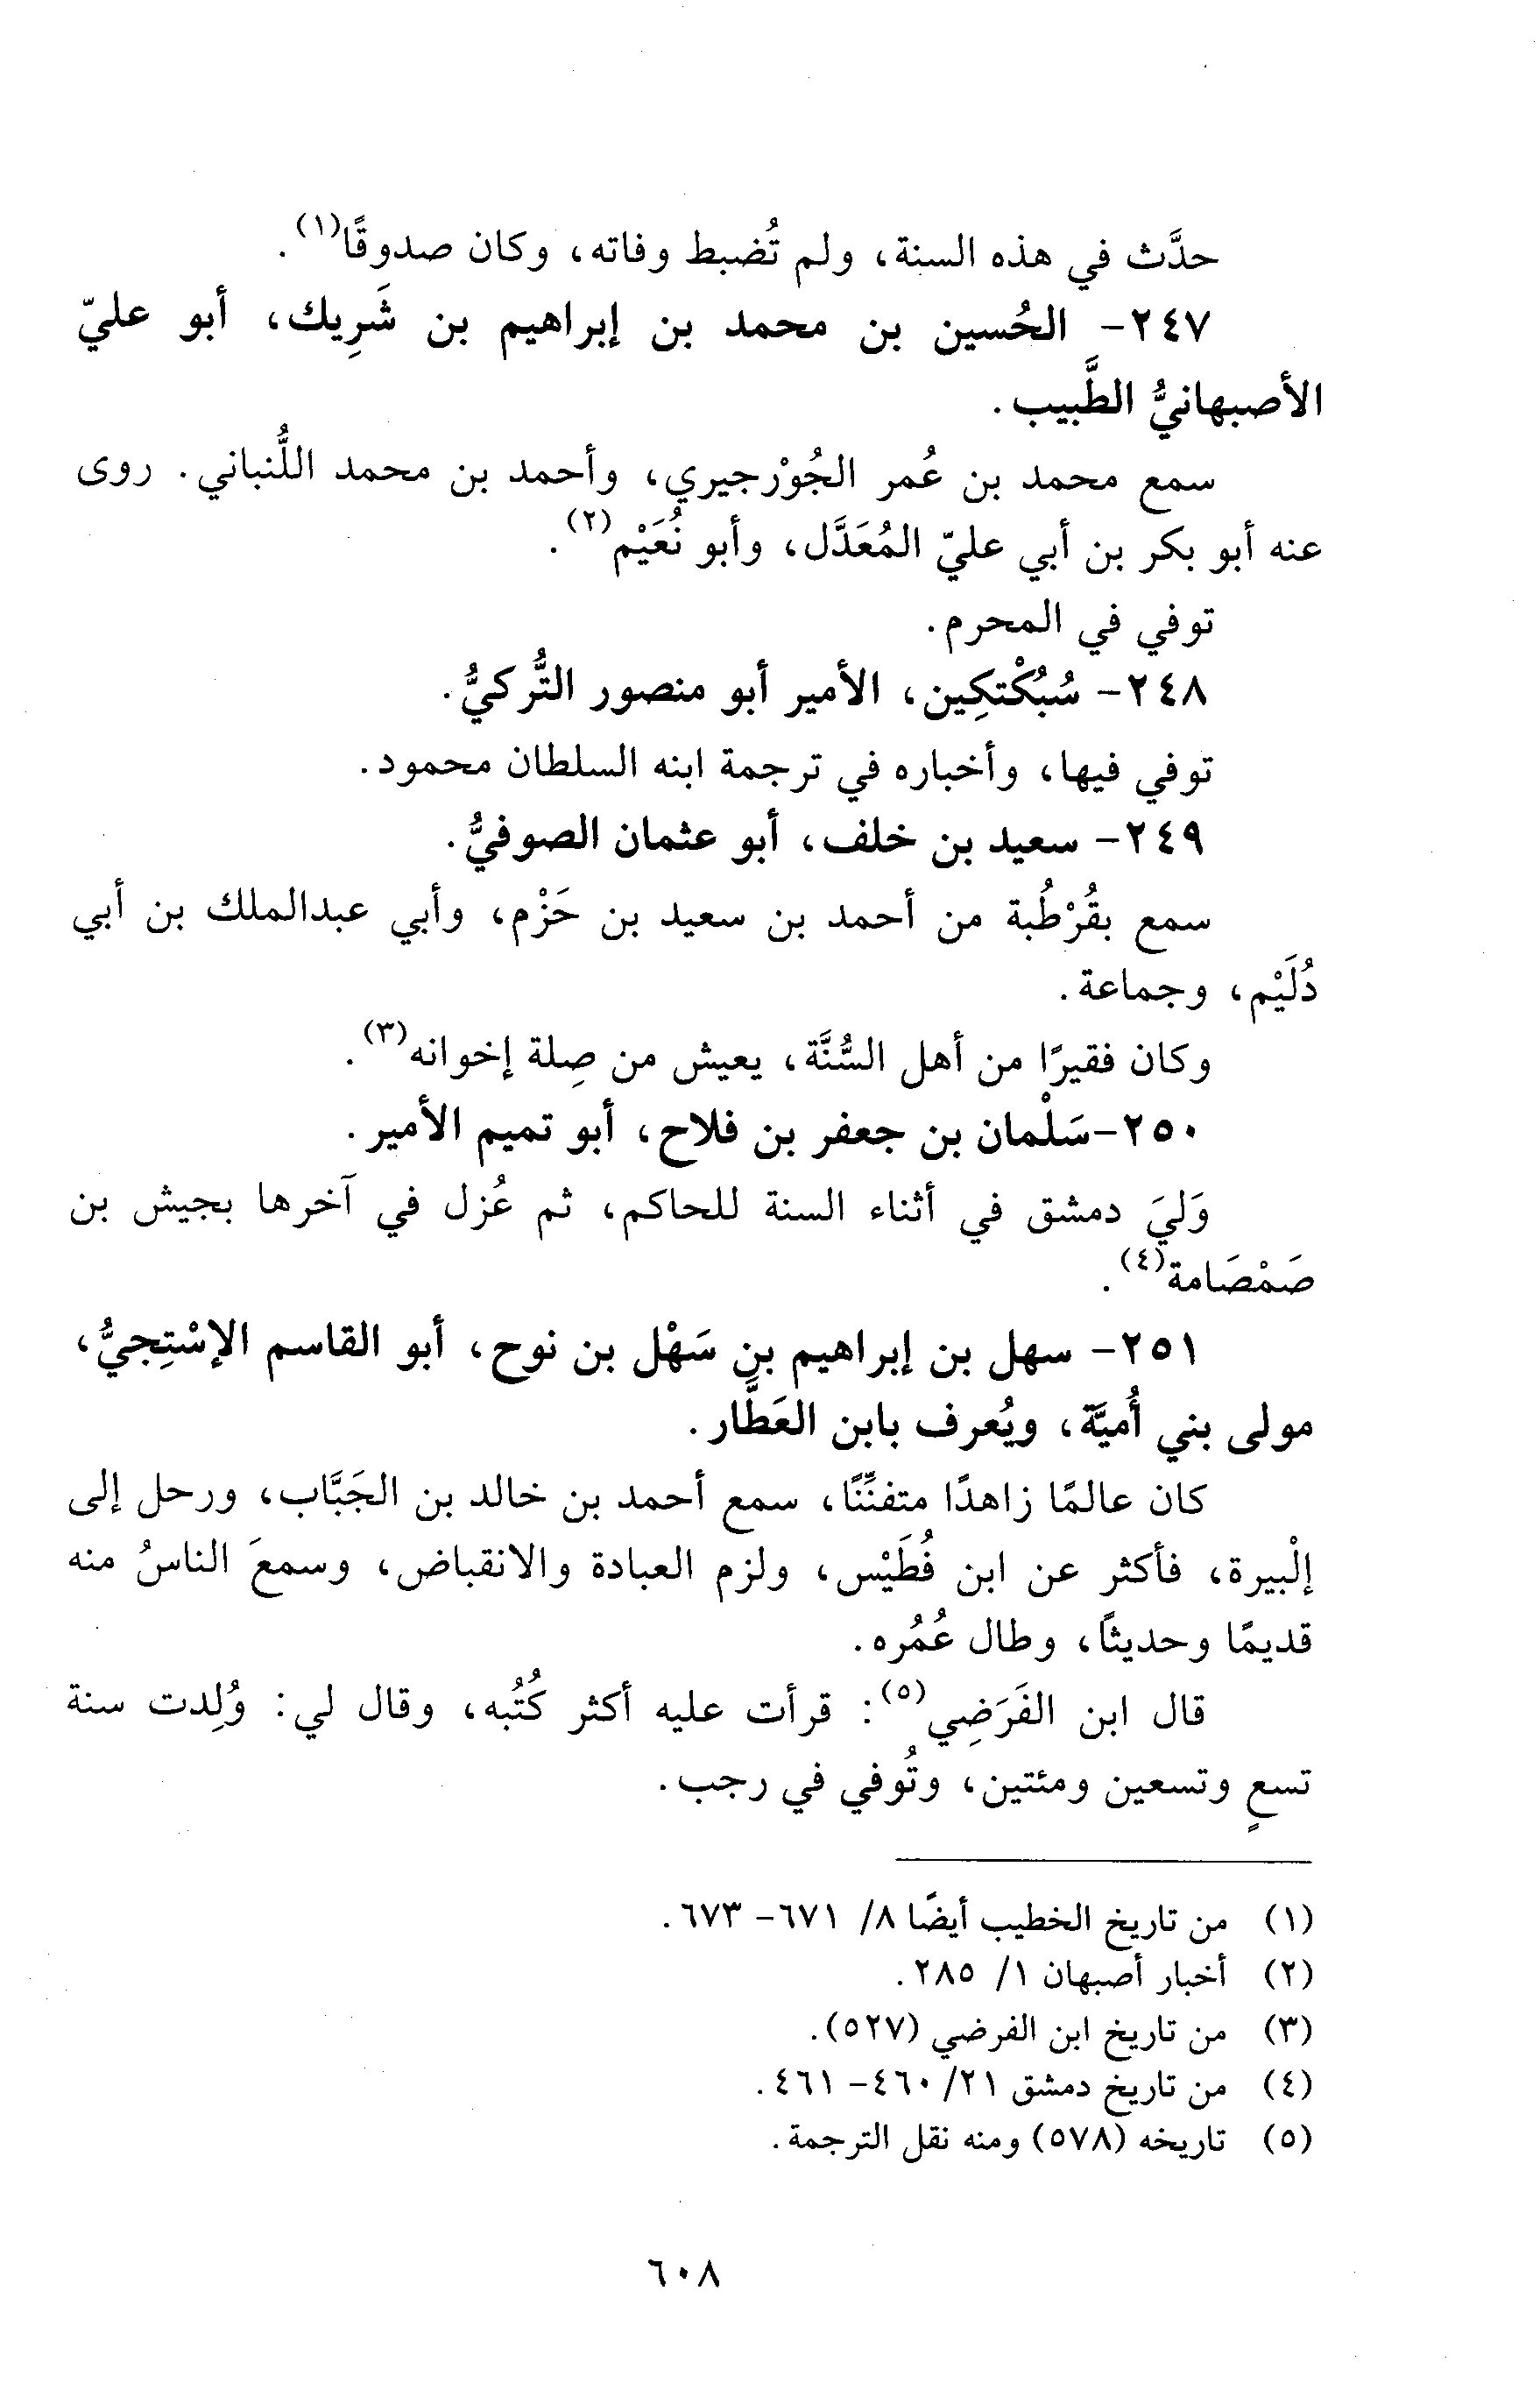 حدَّث في هذه السنة، ولم تُضبط وفاته، وكان صدوقًا(١).
٢٤٧- الحُسين بن محمد بن إبراهيم بن شَرِيك، أبو عليّ
الأصبهانيُّ الطَّبيب.
سمع محمد بن عُمر الجُوْرجيري، وأحمد بن محمد اللُّنباني. روى
عنه أبو بكر بن أبي عليّ المُعَدَّل، وأبو نُعَيْم(٢).
توفي في المحرم.
٢٤٨- سُبُكْتكِين، الأمير أبو منصور التُّركيُّ.
توفي فيها، وأخباره في ترجمة ابنه السلطان محمود.
٢٤٩- سعيد بن خلف، أبو عثمان الصوفيُّ.
سمع بقُرْطُبة من أحمد بن سعيد بن حَزْم، وأبي عبدالملك بن أبي
دُلَيْم، وجماعة.
وكان فقيرًا من أهل السُّنَّة، يعيش من صِلة إخوانه(٣).
٢٥٠-سَلْمان بن جعفر بن فلاح، أبو تميم الأمير.
وَليَ دمشق في أثناء السنة للحاكم، ثم عُزل في آخرها بجيش بن
صَمْصَامة(٤).
٢٥١- سهل بن إبراهيم بن سَهْل بن نوح، أبو القاسم الإسْتِجيُّ،
مولى بني أُميَّة، ويُعرف بابن العَطَّار.
كان عالمًا زاهدًا متفنِّنًا، سمع أحمد بن خالد بن الجَبَّاب، ورحل إلى
إلْبيرة، فأكثر عن ابن فُطَيْس، ولزم العبادة والانقباض، وسمعَ الناسُ منه
قديمًا وحديثًا، وطال عُمُره.
قال ابن الفَرَضِي(٥): قرأت عليه أكثر كُتُبه، وقال لي: وُلِدت سنة
تسعٍ وتسعين ومئتين، وتُوفي في رجب.
(١) من تاريخ الخطيب أيضًا ٨/ ٦٧١- ٦٧٣.
(٢) أخبار أصبهان ١/ ٢٨٥.
(٣) من تاريخ ابن الفرضي (٥٢٧).
(٤) من تاريخ دمشق ٢١/ ٤٦٠- ٤٦١.
(٥) تاريخه (٥٧٨) ومنه نقل الترجمة.
٦٠٨